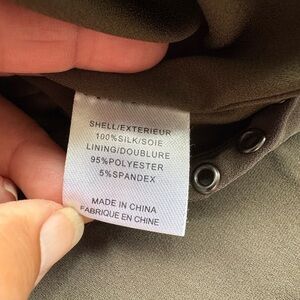 SHELL/EXTERIEUR
100%SILK/SOIE
LINING/DOUBLURE
95%POLYESTER
5%SPANDEX
MADE IN CHINA
FABRIQUE EN CHINE